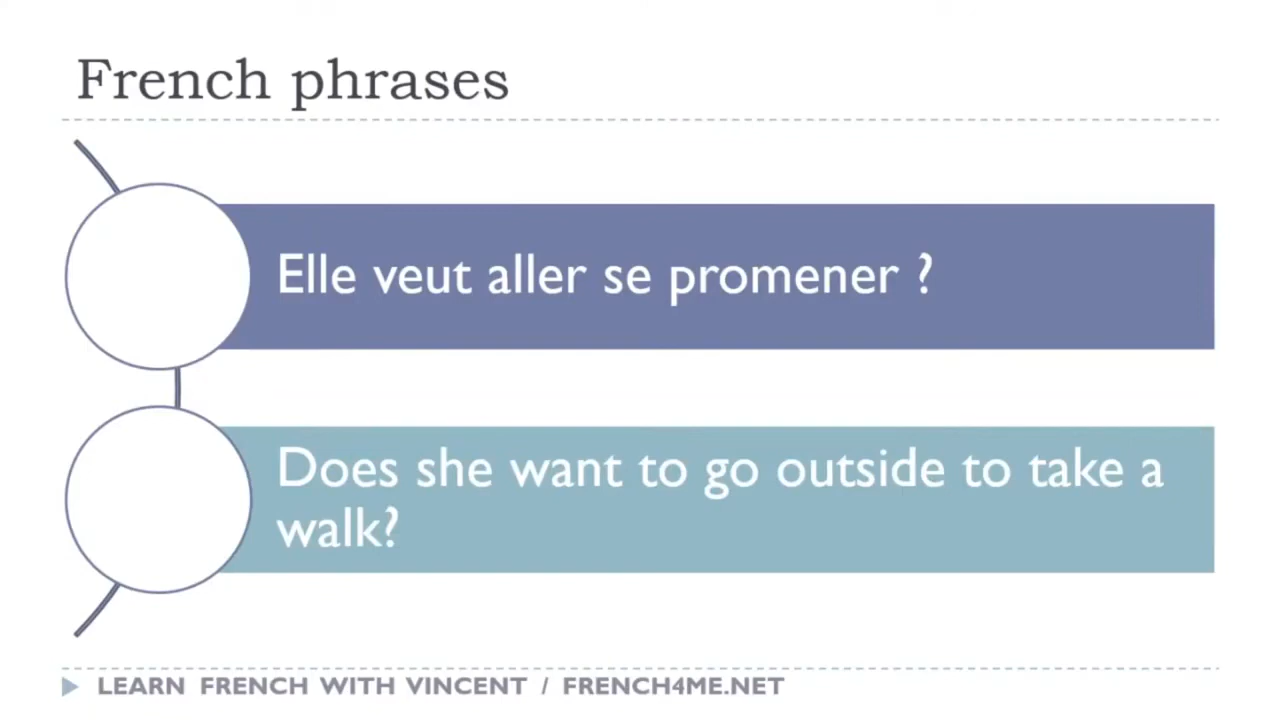 French phrases
Elle veut aller se promener ?
Does she want to go outside to take a
walk?
LEARN FRENCH WITH VINCENT / FRENCH4ME.NET